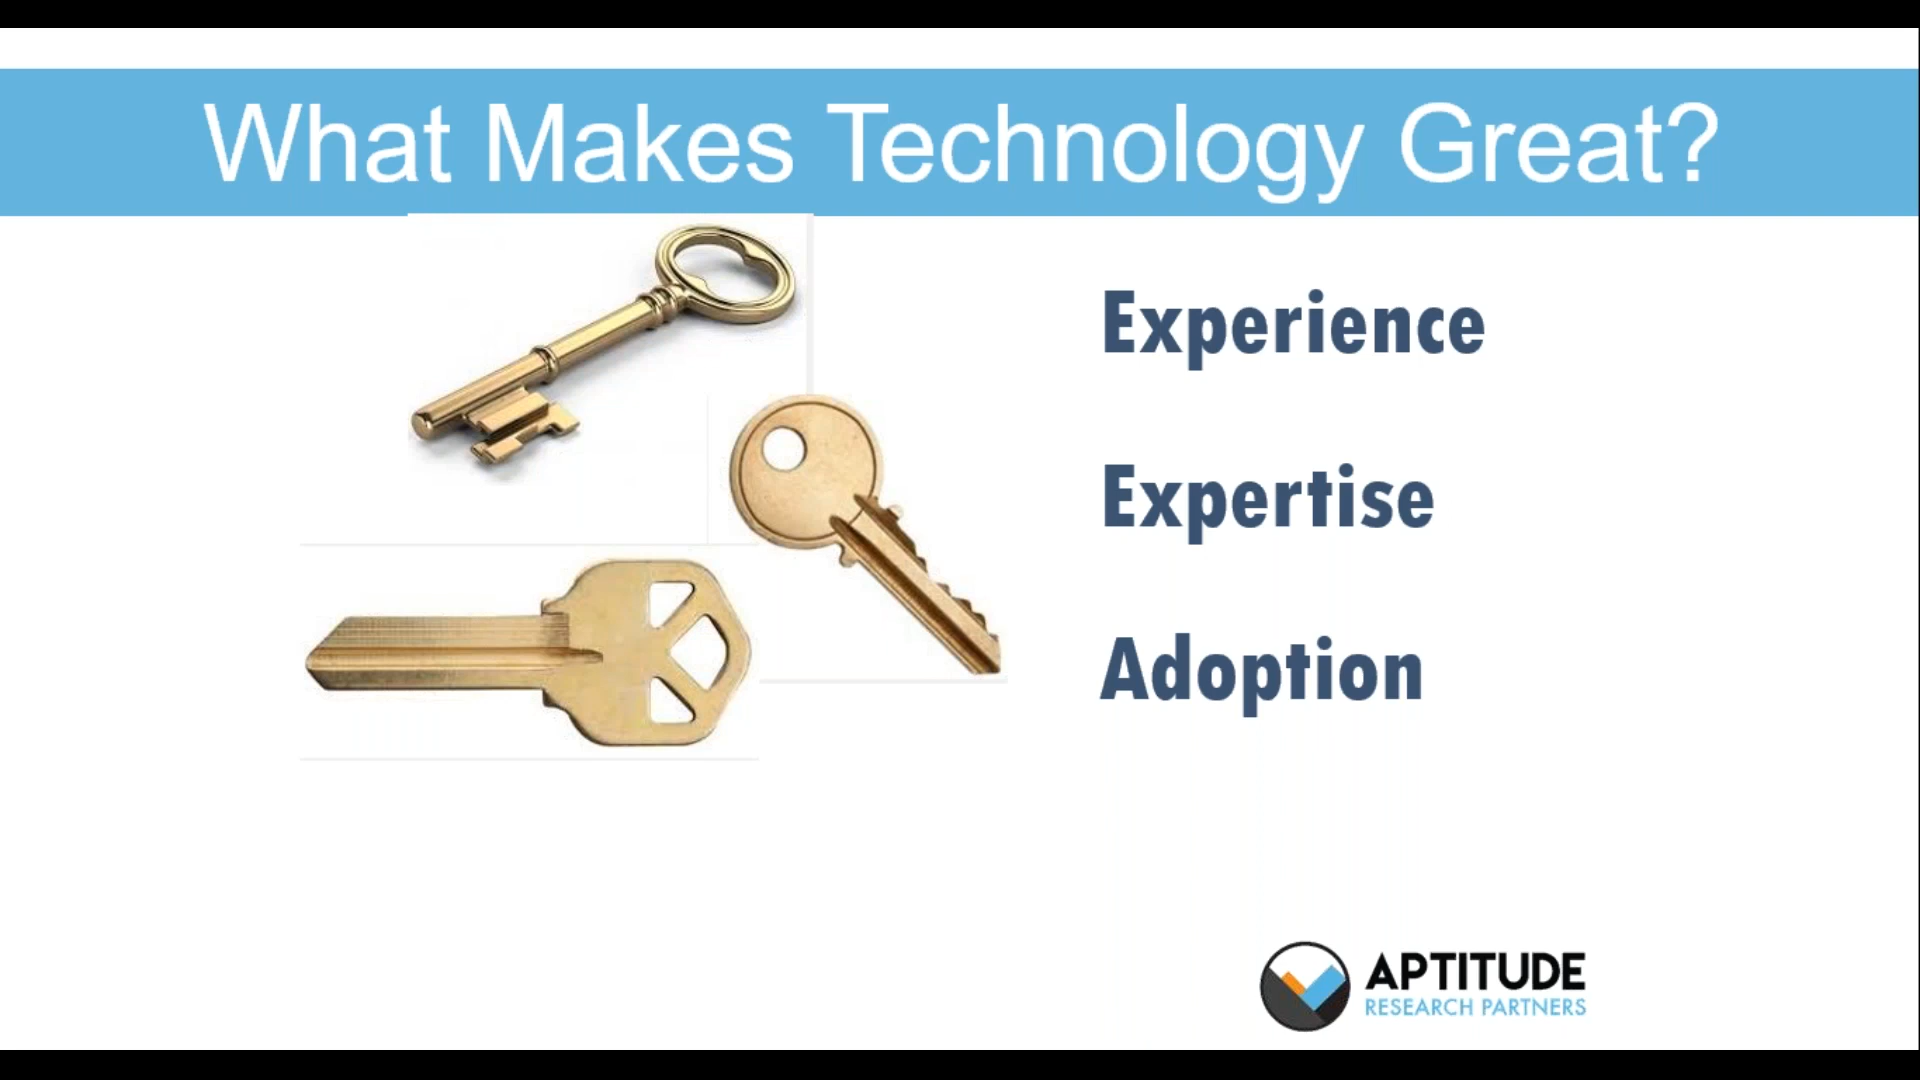 What Makes Technology Great?
Experience
Expertise
Adoption
APTITUDE
RESEARCH PARTNERS